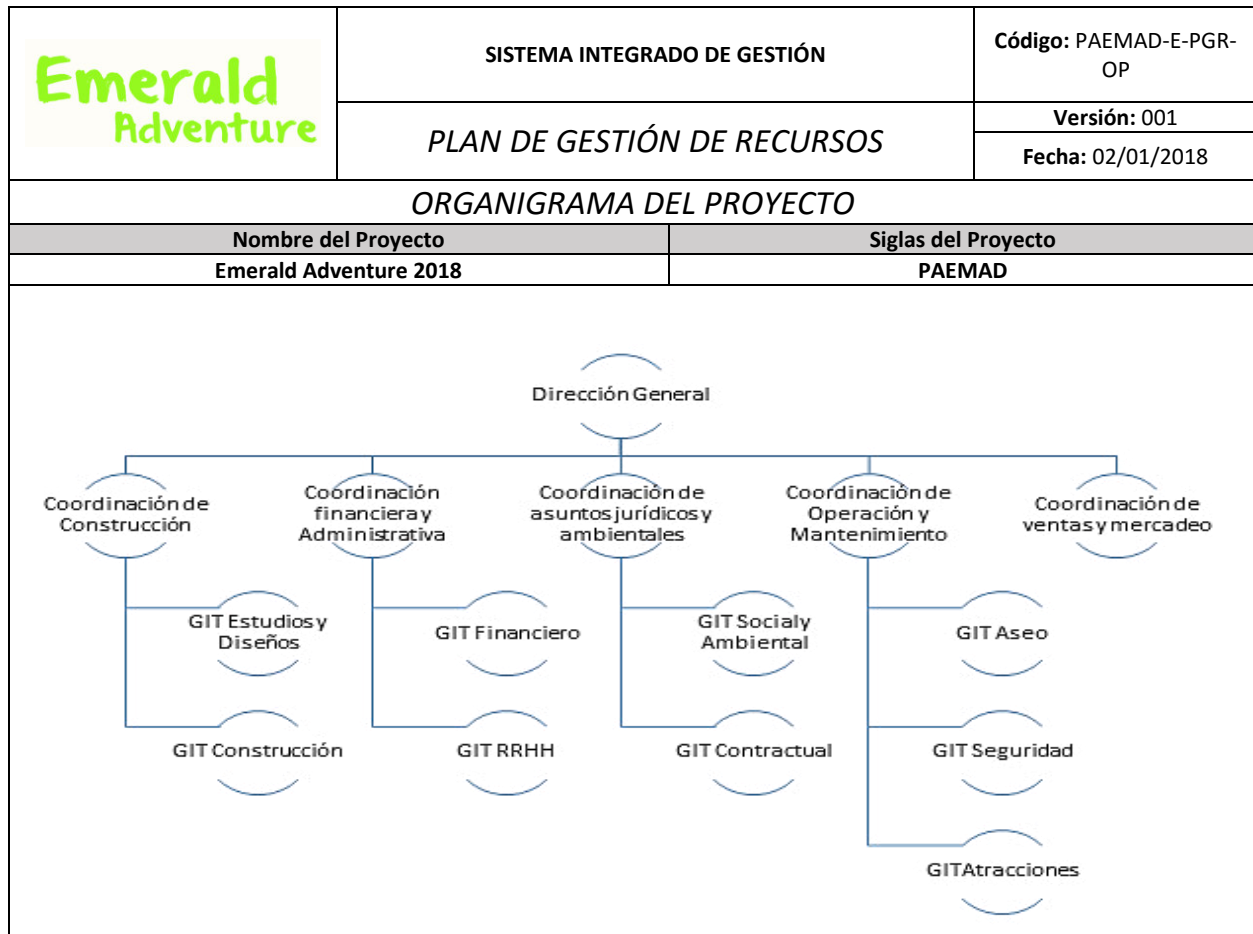 Emerald
Adventure
SISTEMA INTEGRADO DE GESTIÓN
Código: PAEMAD-E-PGR-
OP
PLAN DE GESTIÓN DE RECURSOS
Versión: 001
Fecha: 02/01/2018
ORGANIGRAMA DEL PROYECTO
Nombre del Proyecto
Siglas del Proyecto
Emerald Adventure 2018
PAEMAD
Dirección General
Coordinación de
Construcción
Coordinación
financiera y
Administrativa
Coordinación de
asuntos jurídicos y
ambientales
Coordinación de
Operación y
Mantenimiento
Coordinación de
ventas y mercadeo
GIT Estudios y
Diseños
GIT Financiero
GIT Social y
Ambiental
GIT Aseo
GIT Construcción
GIT RRHH
GIT Contractual
GIT Seguridad
GITAtracciones